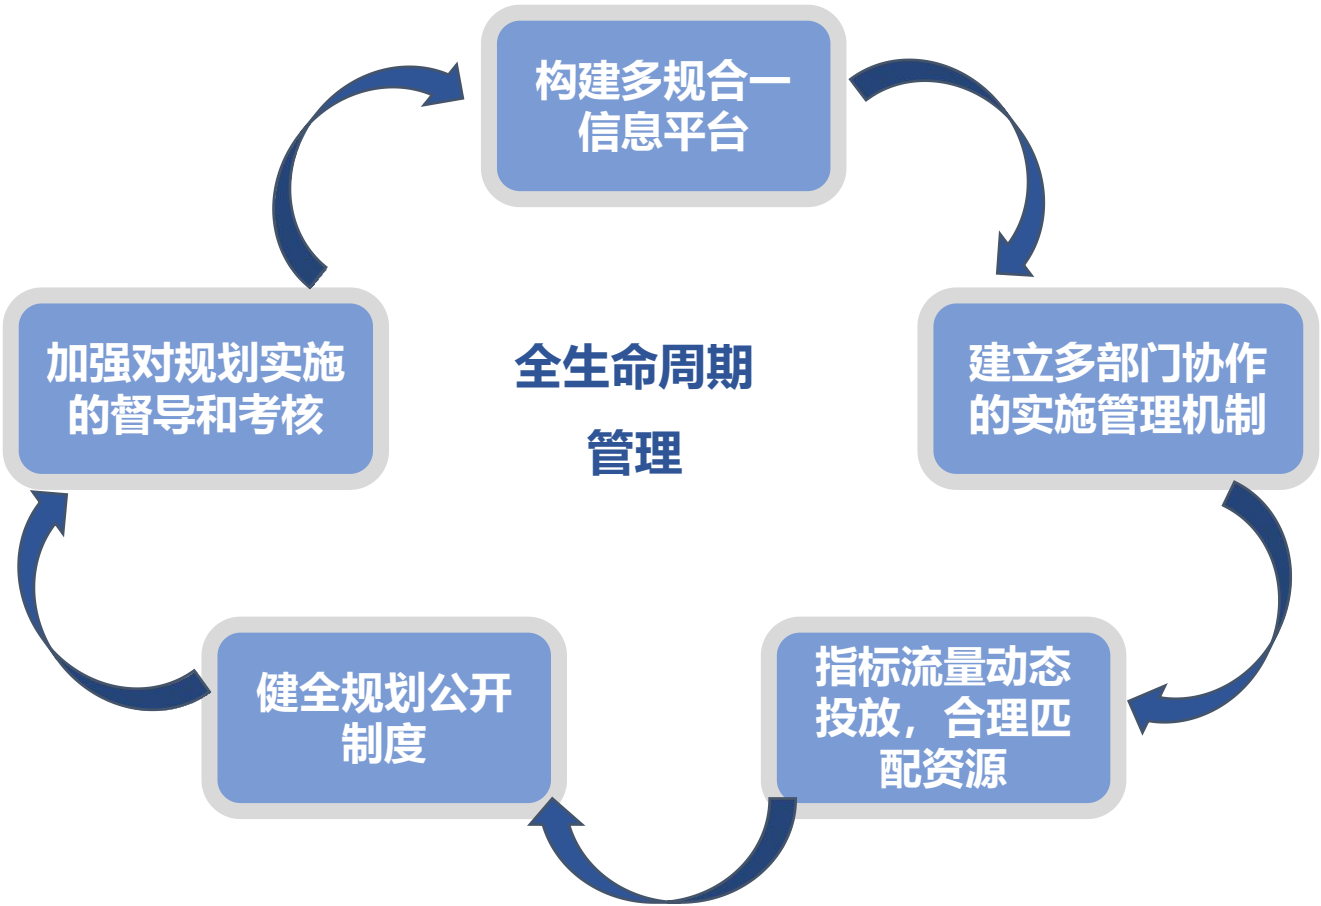 构建多规合一
信息平台
加强对规划实施
的督导和考核
全生命周期
管理
建立多部门协作
的实施管理机制
健全规划公开
制度
指标流量动态
投放，合理匹
配资源